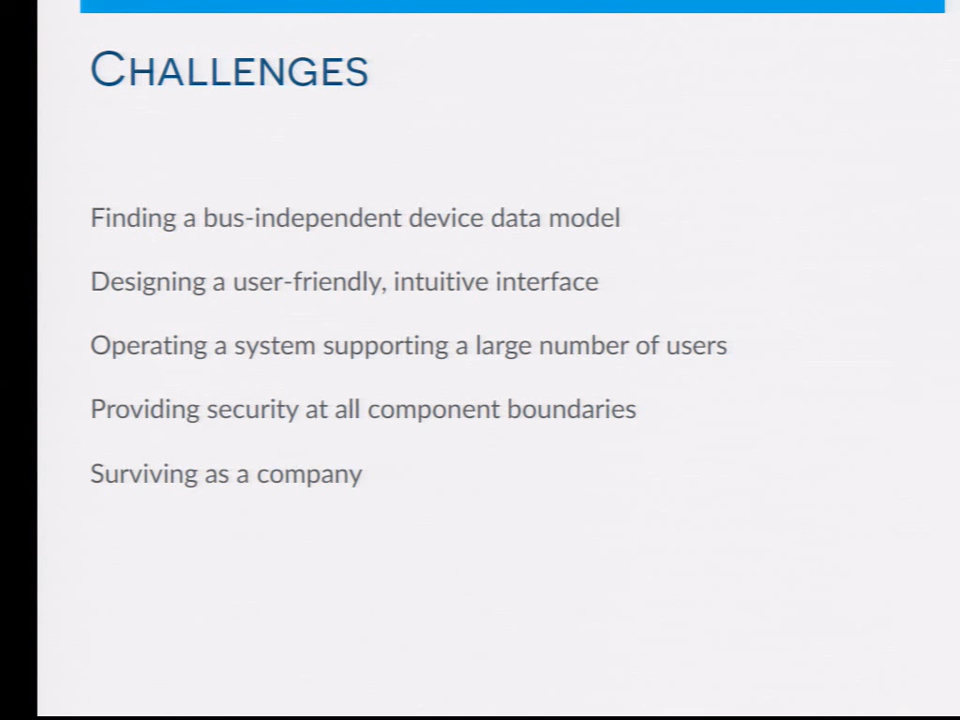 CHALLENGES
Finding a bus-independent device data model
Designing a user-friendly, intuitive interface
Operating a system supporting a large number of users
Providing security at all component boundaries
Surviving as a company